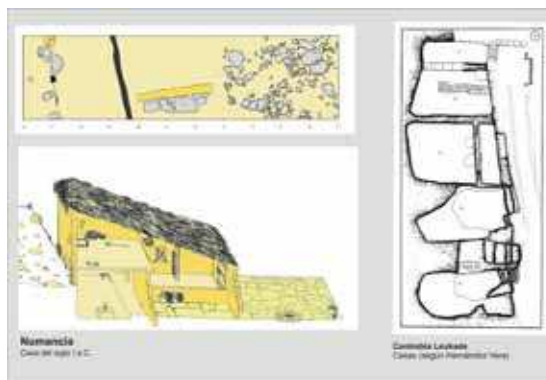 Numancia
Casa del siglo I a.C.
Contrebia Leukade
Casas (según Hernández Vera)